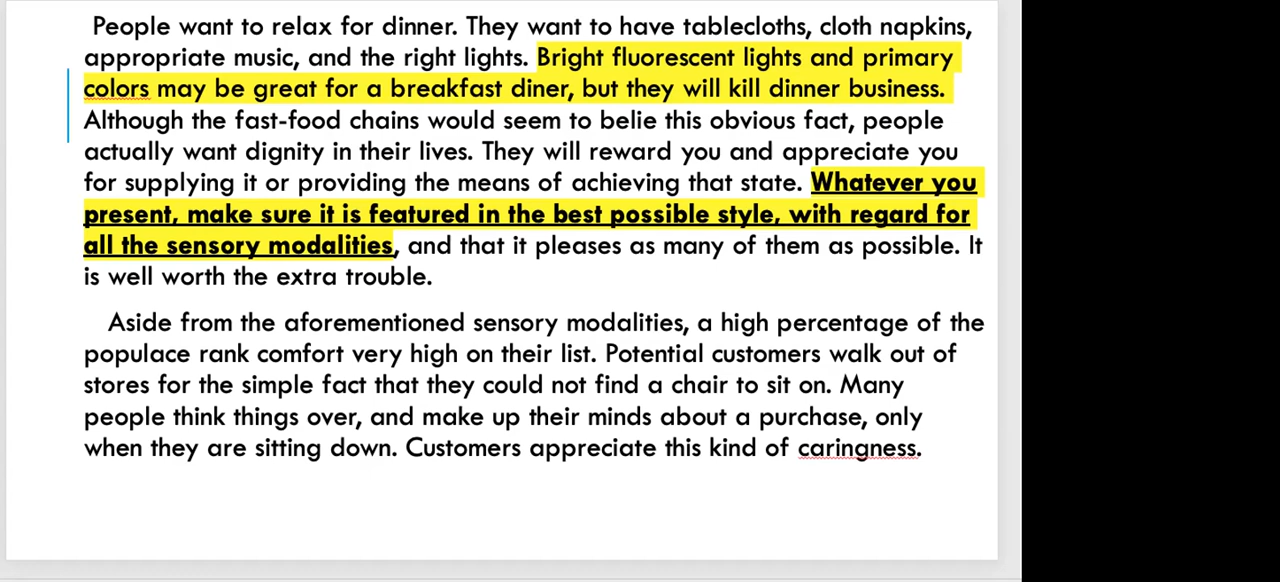 People want to relax for dinner. They want to have tablecloths, cloth napkins,
appropriate music, and the right lights. Bright fluorescent lights and primary
colors may be great for a breakfast diner, but they will kill dinner business.
Although the fast-food chains would seem to belie this obvious fact, people
actually want dignity in their lives. They will reward you and appreciate you
for supplying it or providing the means of achieving that state. Whatever you
present, make sure it is featured in the best possible style, with regard for
all the sensory modalities, and that it pleases as many of them as possible. It
is well worth the extra trouble.
Aside from the aforementioned sensory modalities, a high percentage of the
populace rank comfort very high on their list. Potential customers walk out of
stores for the simple fact that they could not find a chair to sit on. Many
people think things over, and make up their minds about a purchase, only
when they are sitting down. Customers appreciate this kind of caringness.